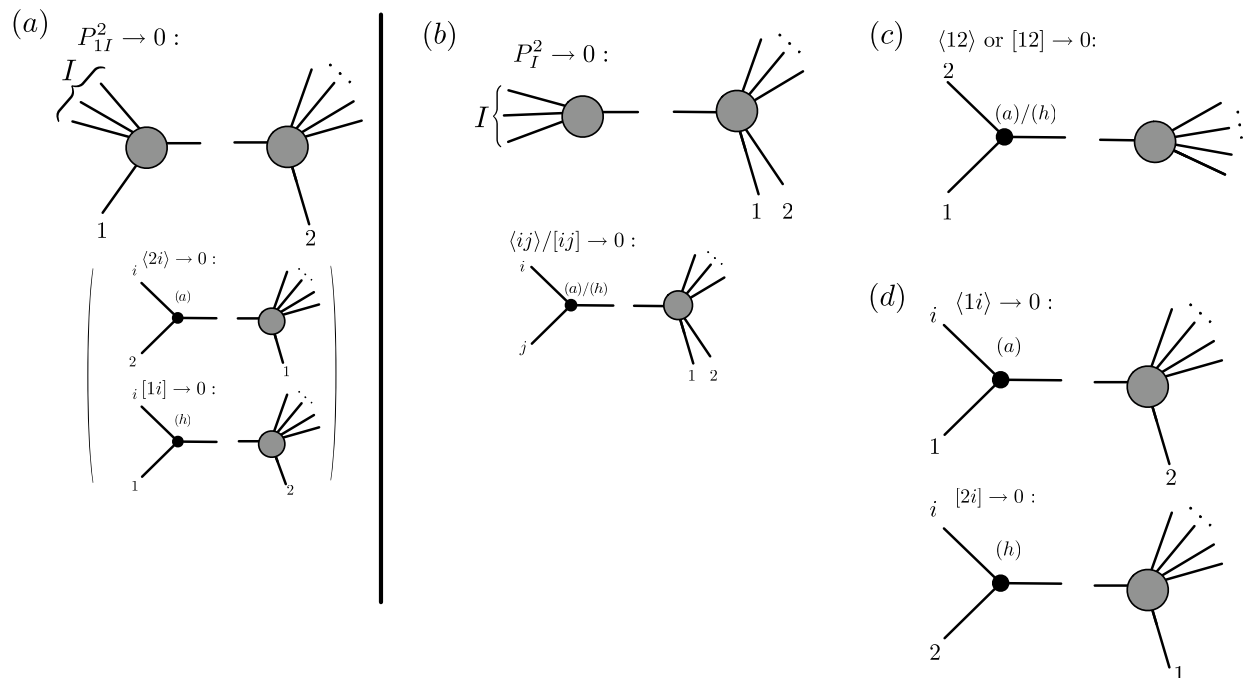 (a)
P²₁I → 0 :
I
1
2
⟨2i⟩ → 0 :
i
(a)
2
1
[1i] → 0 :
i
(h)
1
2
(b)
P²I → 0 :
I
1 2
⟨ij⟩/[ij] → 0 :
i
(a)/(h)
j
1 2
(c)
⟨12⟩ or [12] → 0:
2
(a)/(h)
1
(d)
⟨1i⟩ → 0 :
i
(a)
1
2
[2i] → 0 :
i
(h)
2
1